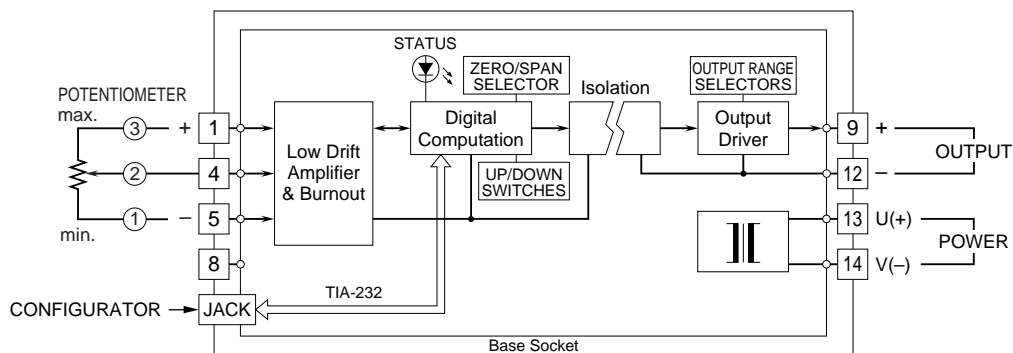 STATUS
ZERO/SPAN
SELECTOR
OUTPUT RANGE
SELECTORS
Isolation
POTENTIOMETER
max.
3
+
1
Low Drift
Amplifier
& Burnout
Digital
Computation
Output
Driver
9
+
OUTPUT
2
4
UP/DOWN
SWITCHES
12
–
1
–
5
min.
13
U(+)
POWER
8
14
V(–)
CONFIGURATOR
JACK
TIA-232
Base Socket